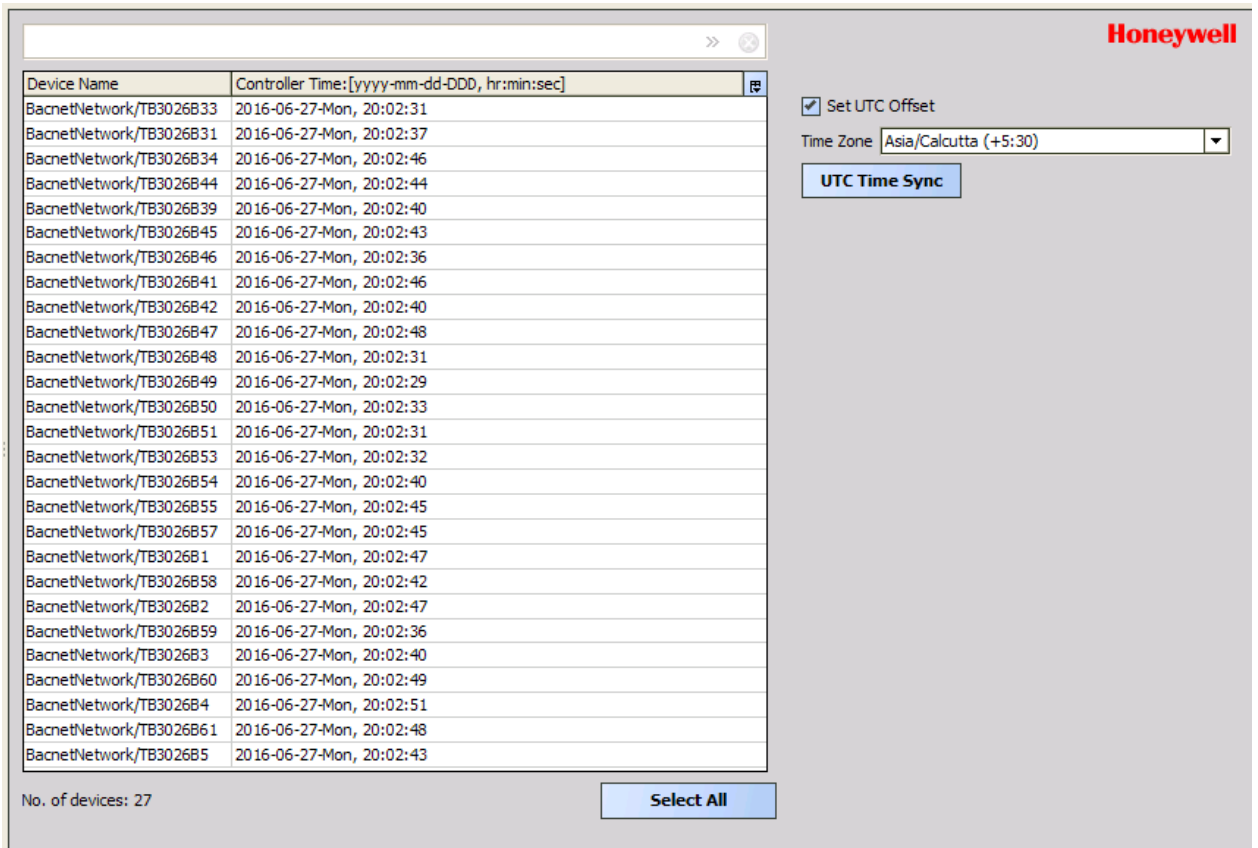 Honeywell
Device Name Controller Time:[yyyy-mm-dd-DDD, hr:min:sec]
BacnetNetwork/TB3026B33 2016-06-27-Mon, 20:02:31
BacnetNetwork/TB3026B31 2016-06-27-Mon, 20:02:37
BacnetNetwork/TB3026B34 2016-06-27-Mon, 20:02:46
BacnetNetwork/TB3026B44 2016-06-27-Mon, 20:02:44
BacnetNetwork/TB3026B39 2016-06-27-Mon, 20:02:40
BacnetNetwork/TB3026B45 2016-06-27-Mon, 20:02:43
BacnetNetwork/TB3026B46 2016-06-27-Mon, 20:02:36
BacnetNetwork/TB3026B41 2016-06-27-Mon, 20:02:46
BacnetNetwork/TB3026B42 2016-06-27-Mon, 20:02:40
BacnetNetwork/TB3026B47 2016-06-27-Mon, 20:02:48
BacnetNetwork/TB3026B48 2016-06-27-Mon, 20:02:31
BacnetNetwork/TB3026B49 2016-06-27-Mon, 20:02:29
BacnetNetwork/TB3026B50 2016-06-27-Mon, 20:02:33
BacnetNetwork/TB3026B51 2016-06-27-Mon, 20:02:31
BacnetNetwork/TB3026B53 2016-06-27-Mon, 20:02:32
BacnetNetwork/TB3026B54 2016-06-27-Mon, 20:02:40
BacnetNetwork/TB3026B55 2016-06-27-Mon, 20:02:45
BacnetNetwork/TB3026B57 2016-06-27-Mon, 20:02:45
BacnetNetwork/TB3026B1 2016-06-27-Mon, 20:02:47
BacnetNetwork/TB3026B58 2016-06-27-Mon, 20:02:42
BacnetNetwork/TB3026B2 2016-06-27-Mon, 20:02:47
BacnetNetwork/TB3026B59 2016-06-27-Mon, 20:02:36
BacnetNetwork/TB3026B3 2016-06-27-Mon, 20:02:40
BacnetNetwork/TB3026B60 2016-06-27-Mon, 20:02:49
BacnetNetwork/TB3026B4 2016-06-27-Mon, 20:02:51
BacnetNetwork/TB3026B61 2016-06-27-Mon, 20:02:48
BacnetNetwork/TB3026B5 2016-06-27-Mon, 20:02:43
No. of devices: 27
Select All
Set UTC Offset
Time Zone Asia/Calcutta (+5:30)
UTC Time Sync